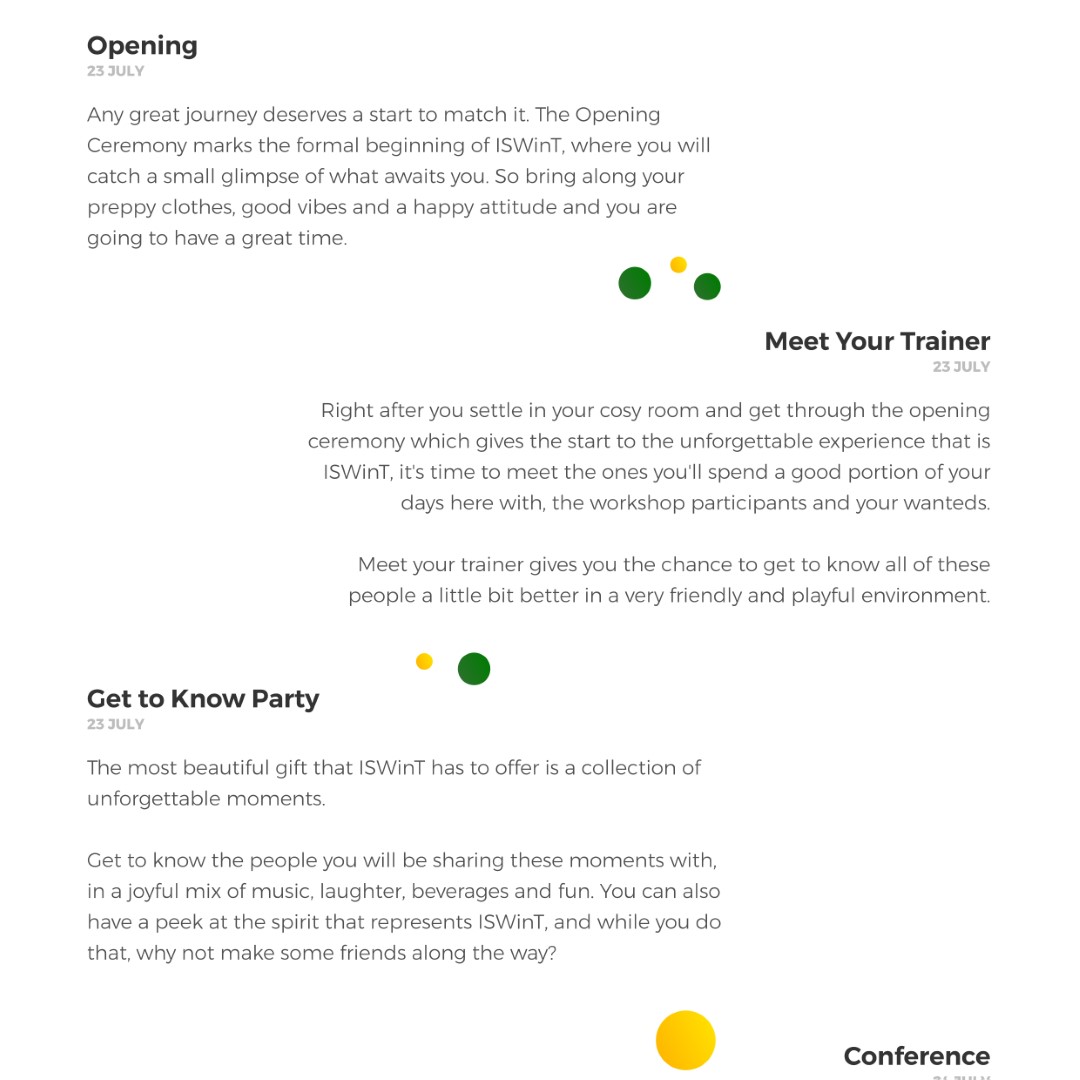 Opening
23 JULY
Any great journey deserves a start to match it. The Opening
Ceremony marks the formal beginning of ISWinT, where you will
catch a small glimpse of what awaits you. So bring along your
preppy clothes, good vibes and a happy attitude and you are
going to have a great time.
Meet Your Trainer
23 JULY
Right after you settle in your cosy room and get through the opening
ceremony which gives the start to the unforgettable experience that is
ISWinT, it's time to meet the ones you'll spend a good portion of your
days here with, the workshop participants and your wanteds.
Meet your trainer gives you the chance to get to know all of these
people a little bit better in a very friendly and playful environment.
Get to Know Party
23 JULY
The most beautiful gift that ISWinT has to offer is a collection of
unforgettable moments.
Get to know the people you will be sharing these moments with,
in a joyful mix of music, laughter, beverages and fun. You can also
have a peek at the spirit that represents ISWinT, and while you do
that, why not make some friends along the way?
Conference
24 JULY